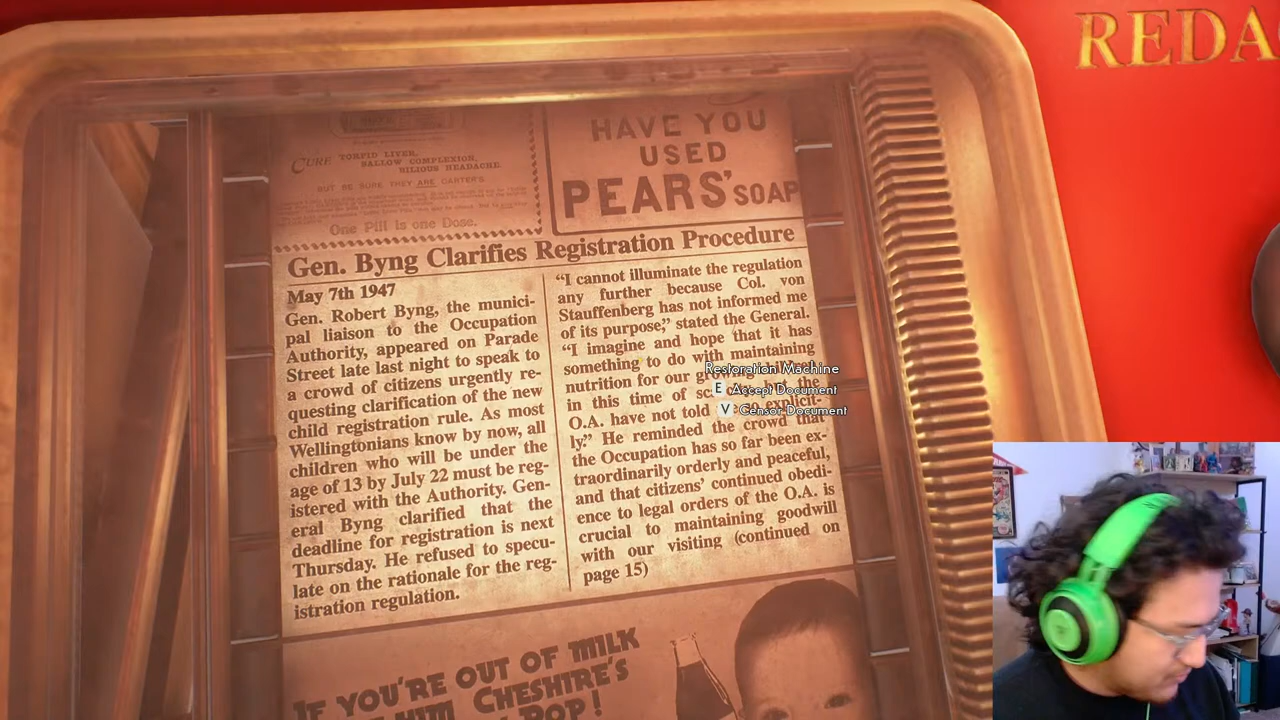 REDA
CURE TORPID LIVER,
SALLOW COMPLEXION,
BILIOUS HEADACHE.
BUT BE SURE THEY ARE CARTER'S
One Pill is one Dose.
HAVE YOU
USED
PEARS' SOAP
Gen. Byng Clarifies Registration Procedure
May 7th 1947
Gen. Robert Byng, the munici-
pal liaison to the Occupation
Authority, appeared on Parade
Street late last night to speak to
a crowd of citizens urgently re-
questing clarification of the new
child registration rule. As most
Wellingtonians know by now, all
children who will be under the
age of 13 by July 22 must be reg-
istered with the Authority. Gen-
eral Byng clarified that the
deadline for registration is next
Thursday. He refused to specu-
late on the rationale for the reg-
istration regulation.
“I cannot illuminate the regulation
any further because Col. von
Stauffenberg has not informed me
of its purpose,” stated the General.
“I imagine and hope that it has
something to do with maintaining
nutrition for our
in this time of the
O.A. have not told explicit-
ly.” He reminded the crowd that
the Occupation has so far been ex-
traordinarily orderly and peaceful,
and that citizens’ continued obedi-
ence to legal orders of the O.A. is
crucial to maintaining goodwill
with our visiting (continued on
page 15)
Restoration Machine
E Accept Document
V Censor Document
IF YOU'RE OUT OF MILK
HIM CHESHIRE'S
POP!